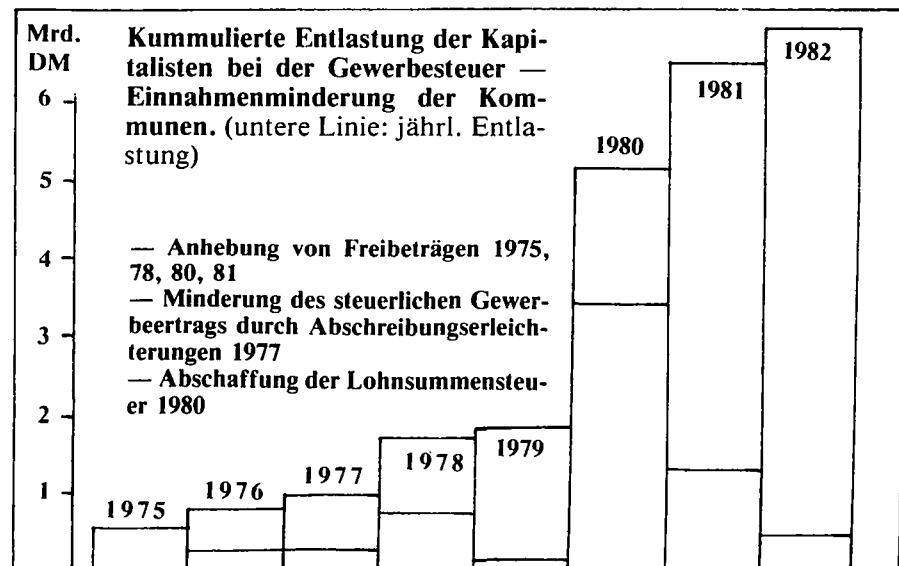 Mrd.
DM
Kummulierte Entlastung der Kapi-
talisten bei der Gewerbesteuer —
Einnahmenminderung der Kom-
munen. (untere Linie: jährl. Entla-
stung)
— Anhebung von Freibeträgen 1975,
78, 80, 81
— Minderung des steuerlichen Gewer-
beertrags durch Abschreibungserleich-
terungen 1977
— Abschaffung der Lohnsummensteu-
er 1980
6
5
4
3
2
1
1975
1976
1977
1978
1979
1980
1981
1982